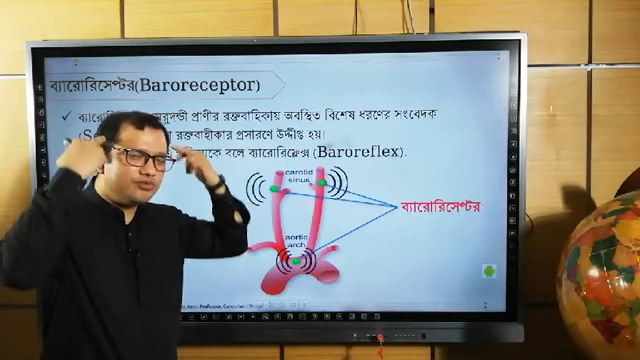 ব্যারোরিসেপ্টর(Baroreceptor)
✓ প্রাণীর রক্তবাহিকায় অবস্থিত বিশেষ ধরণের সংবেদক
রক্তবাহীকার প্রসারণে উদ্দীপ্ত হয়।
বলে ব্যারোরিফ্লেক্স (Baroreflex).
carotid
sinus
ব্যারোরিসেপ্টর
aortic
arch